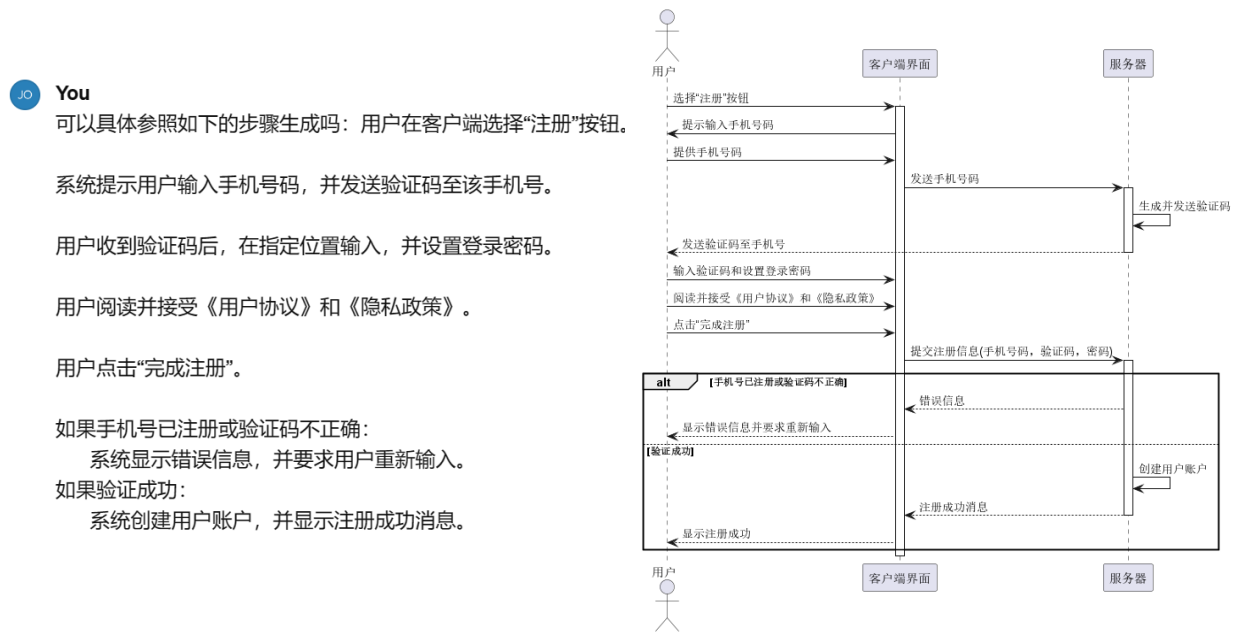 JO
You
可以具体参照如下的步骤生成吗：用户在客户端选择“注册”按钮。
系统提示用户输入手机号码，并发送验证码至该手机号。
用户收到验证码后，在指定位置输入，并设置登录密码。
用户阅读并接受《用户协议》和《隐私政策》。
用户点击“完成注册”。
如果手机号已注册或验证码不正确：
系统显示错误信息，并要求用户重新输入。
如果验证成功：
系统创建用户账户，并显示注册成功消息。
用户
客户端界面
服务器
选择“注册”按钮
提示输入手机号码
提供手机号码
发送手机号码
生成并发送验证码
发送验证码至手机号
输入验证码和设置登录密码
阅读并接受《用户协议》和《隐私政策》
点击“完成注册”
提交注册信息(手机号码，验证码，密码)
alt
[手机号已注册或验证码不正确]
错误信息
显示错误信息并要求重新输入
[验证成功]
创建用户账户
注册成功消息
显示注册成功
用户
客户端界面
服务器